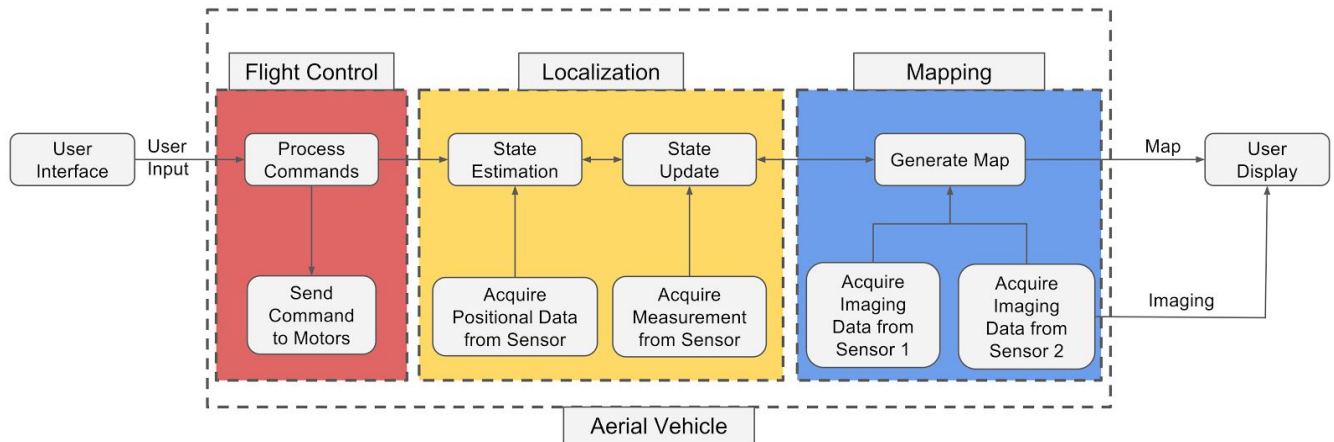 Flight Control
Localization
Mapping
User
Interface
User
Input
Process
Commands
State
Estimation
State
Update
Generate Map
Map
User
Display
Send
Command
to Motors
Acquire
Positional Data
from Sensor
Acquire
Measurement
from Sensor
Acquire
Imaging
Data from
Sensor 1
Acquire
Imaging
Data from
Sensor 2
Imaging
Aerial Vehicle